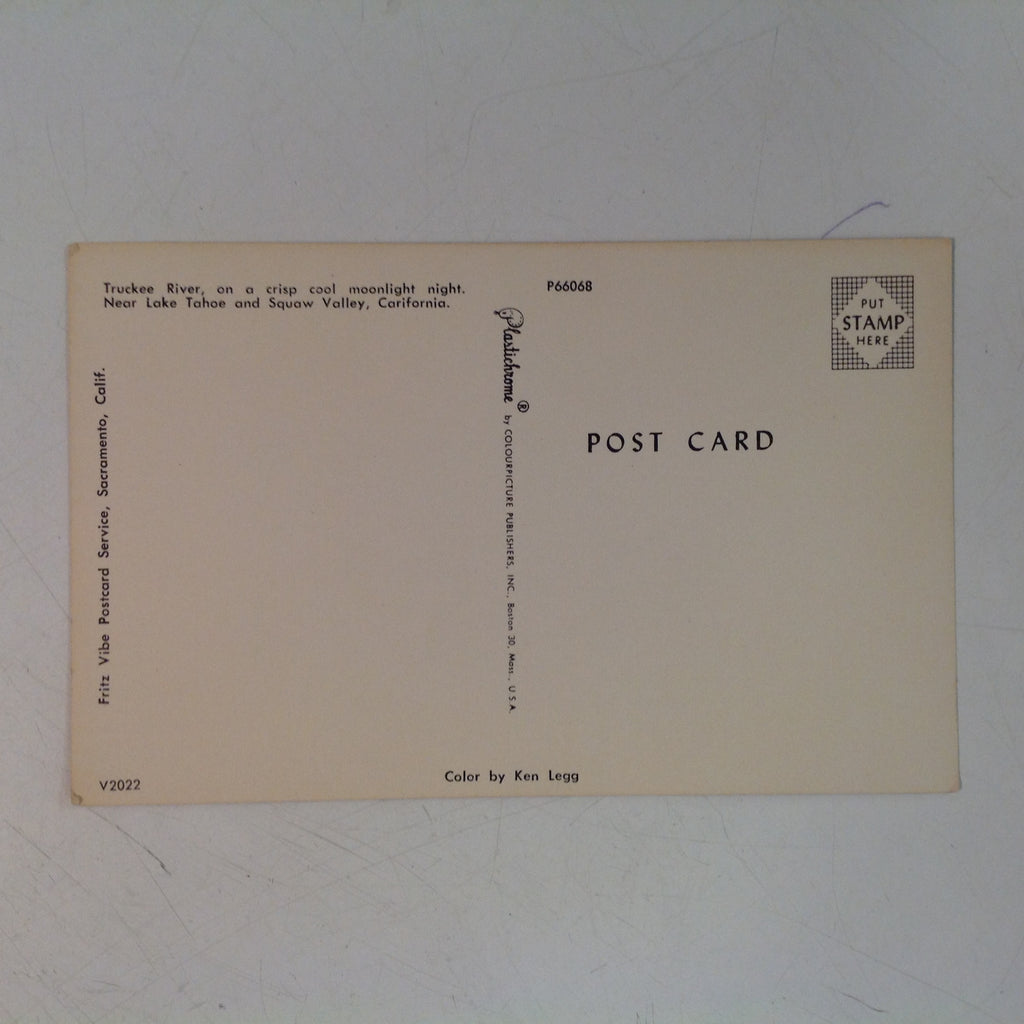 Truckee River, on a crisp cool moonlight night.
Near Lake Tahoe and Squaw Valley, Carifornia.
P66068
PUT
STAMP
HERE
Plastichrome ® by COLOURPICTURE PUBLISHERS, INC., Boston 30, Mass., U.S.A.
POST CARD
Fritz Vibe Postcard Service, Sacramento, Calif.
Color by Ken Legg
V2022